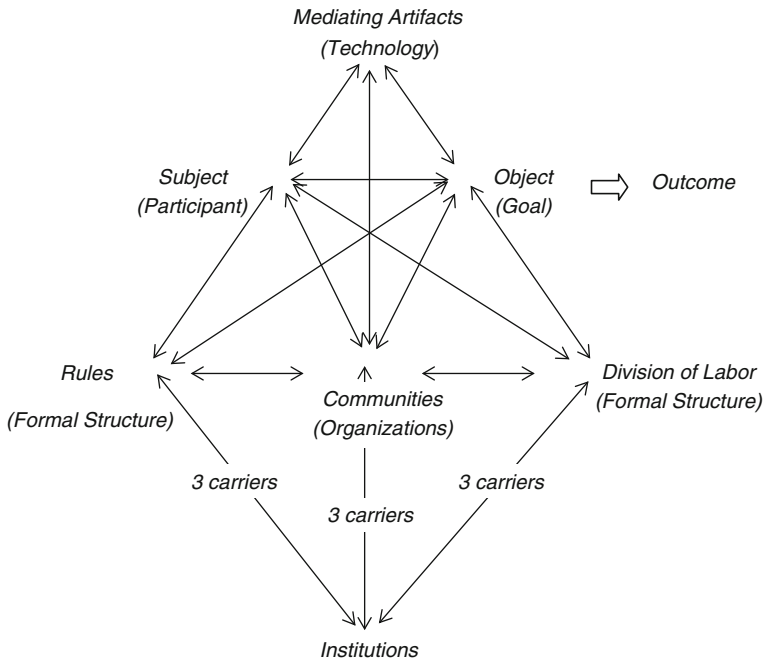 Mediating Artifacts
(Technology)
Subject
(Participant)
Object
(Goal)
Outcome
Rules
(Formal Structure)
Communities
(Organizations)
Division of Labor
(Formal Structure)
3 carriers
3 carriers
3 carriers
Institutions